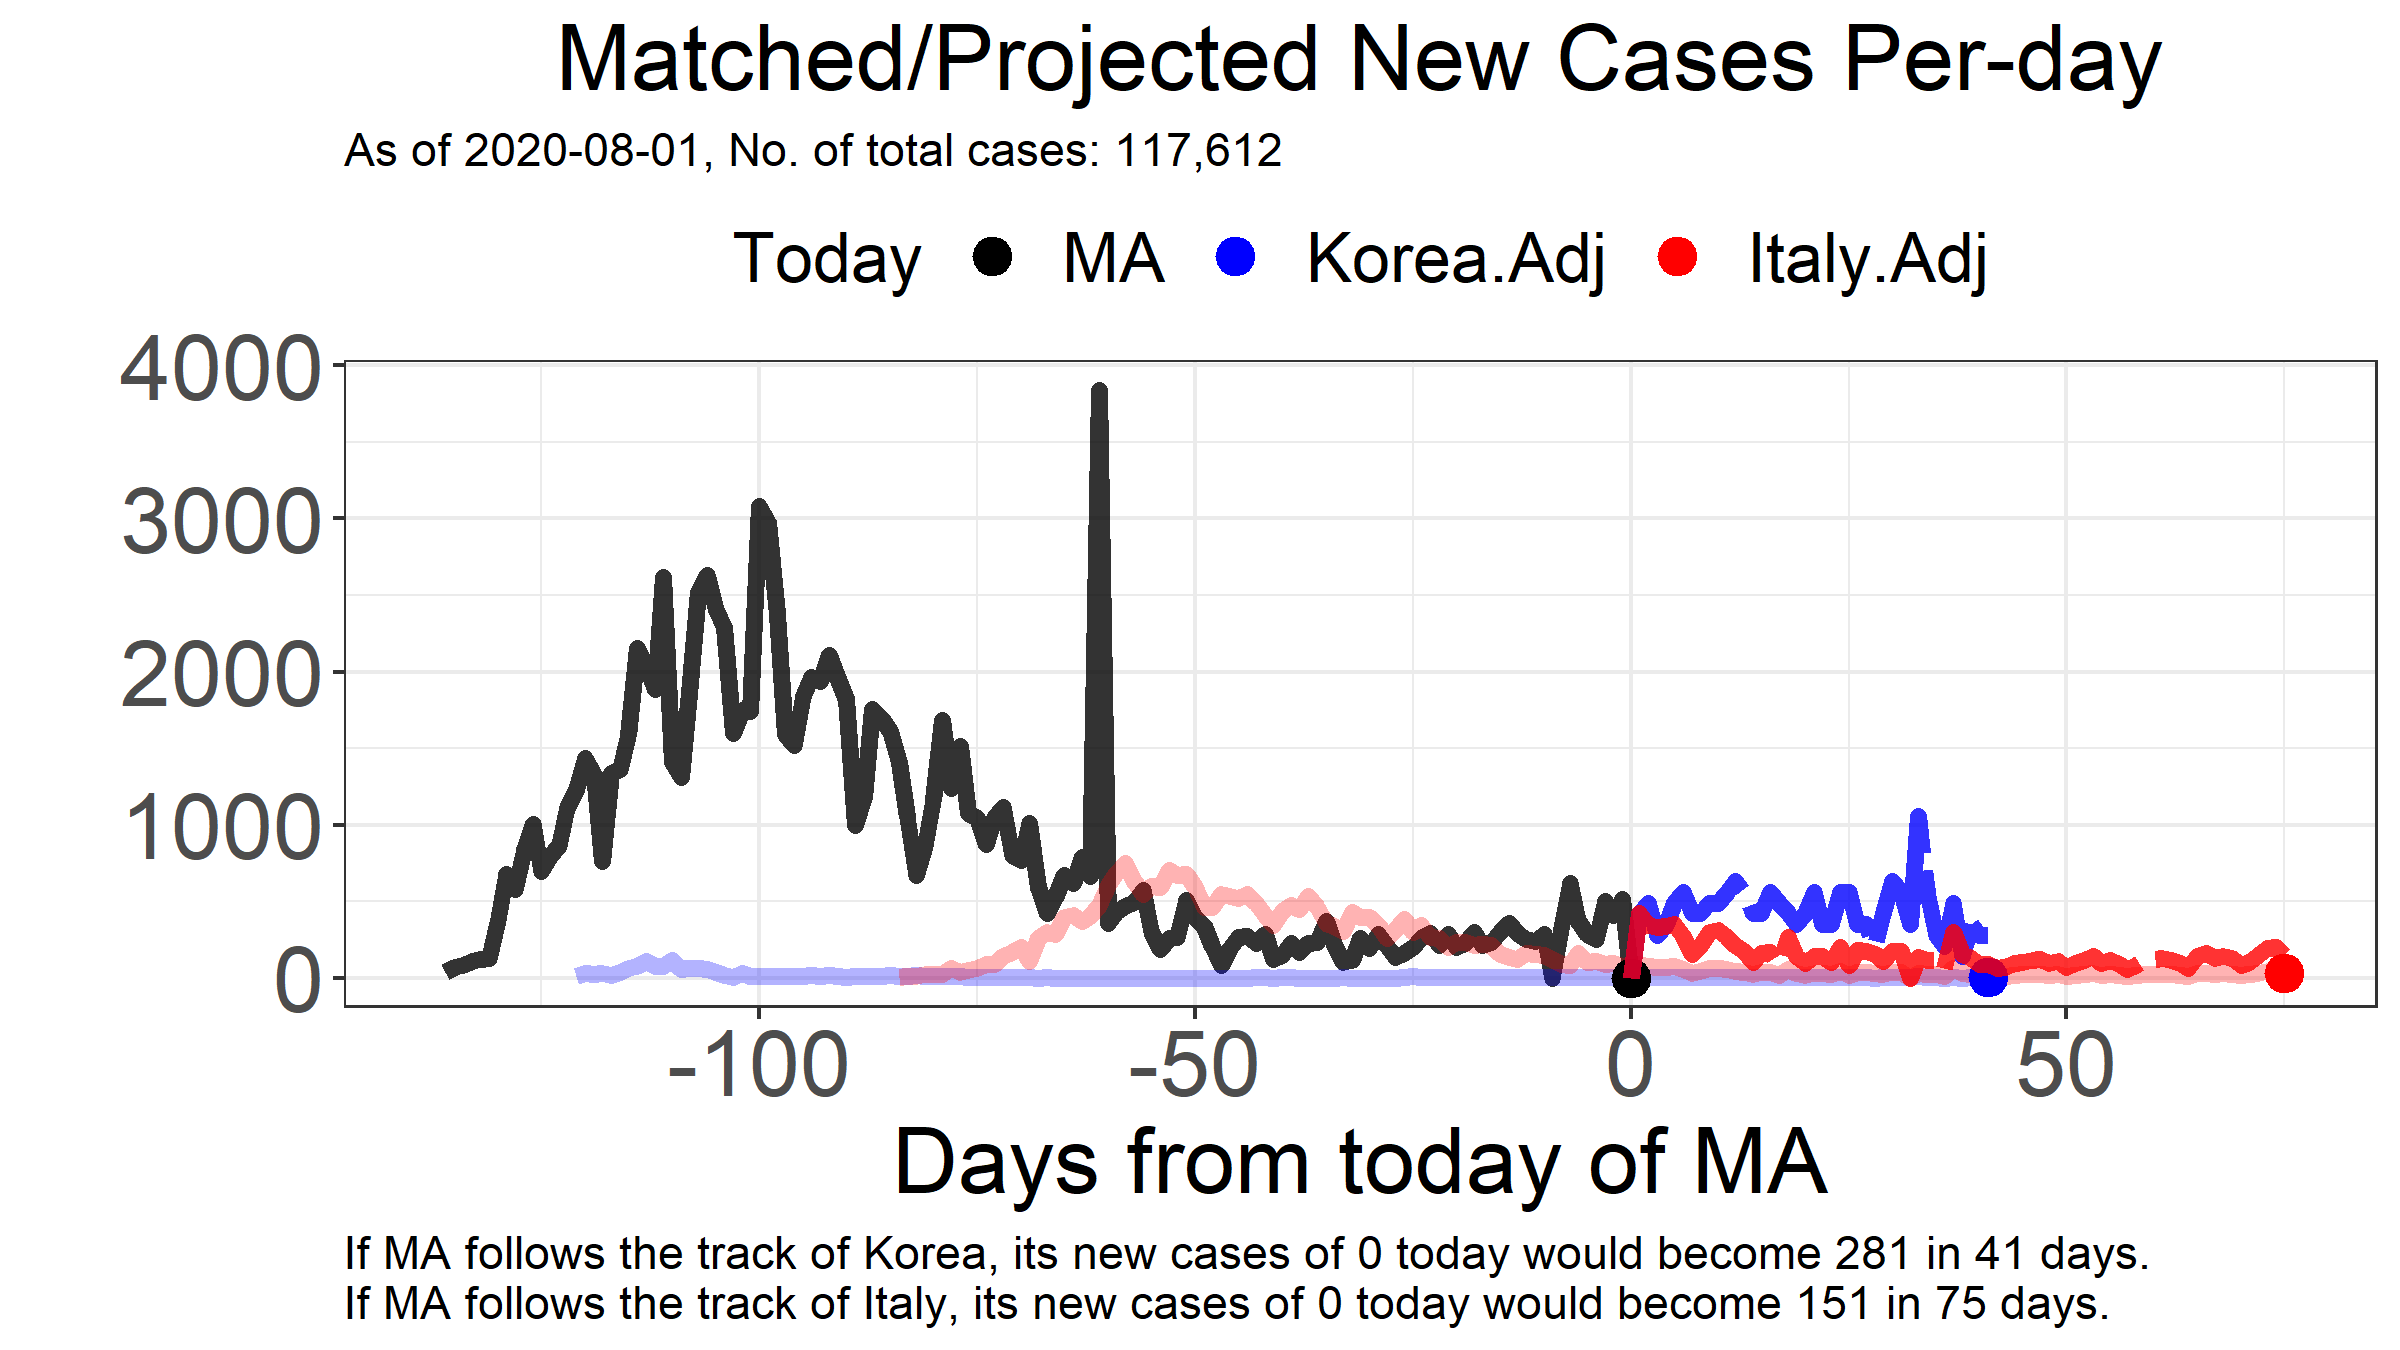 Matched/Projected New Cases Per-day
As of 2020-08-01, No. of total cases: 117,612
Today MA Korea.Adj Italy.Adj
4000
3000
2000
1000
0
-100 -50 0 50
Days from today of MA
If MA follows the track of Korea, its new cases of 0 today would become 281 in 41 days.
If MA follows the track of Italy, its new cases of 0 today would become 151 in 75 days.